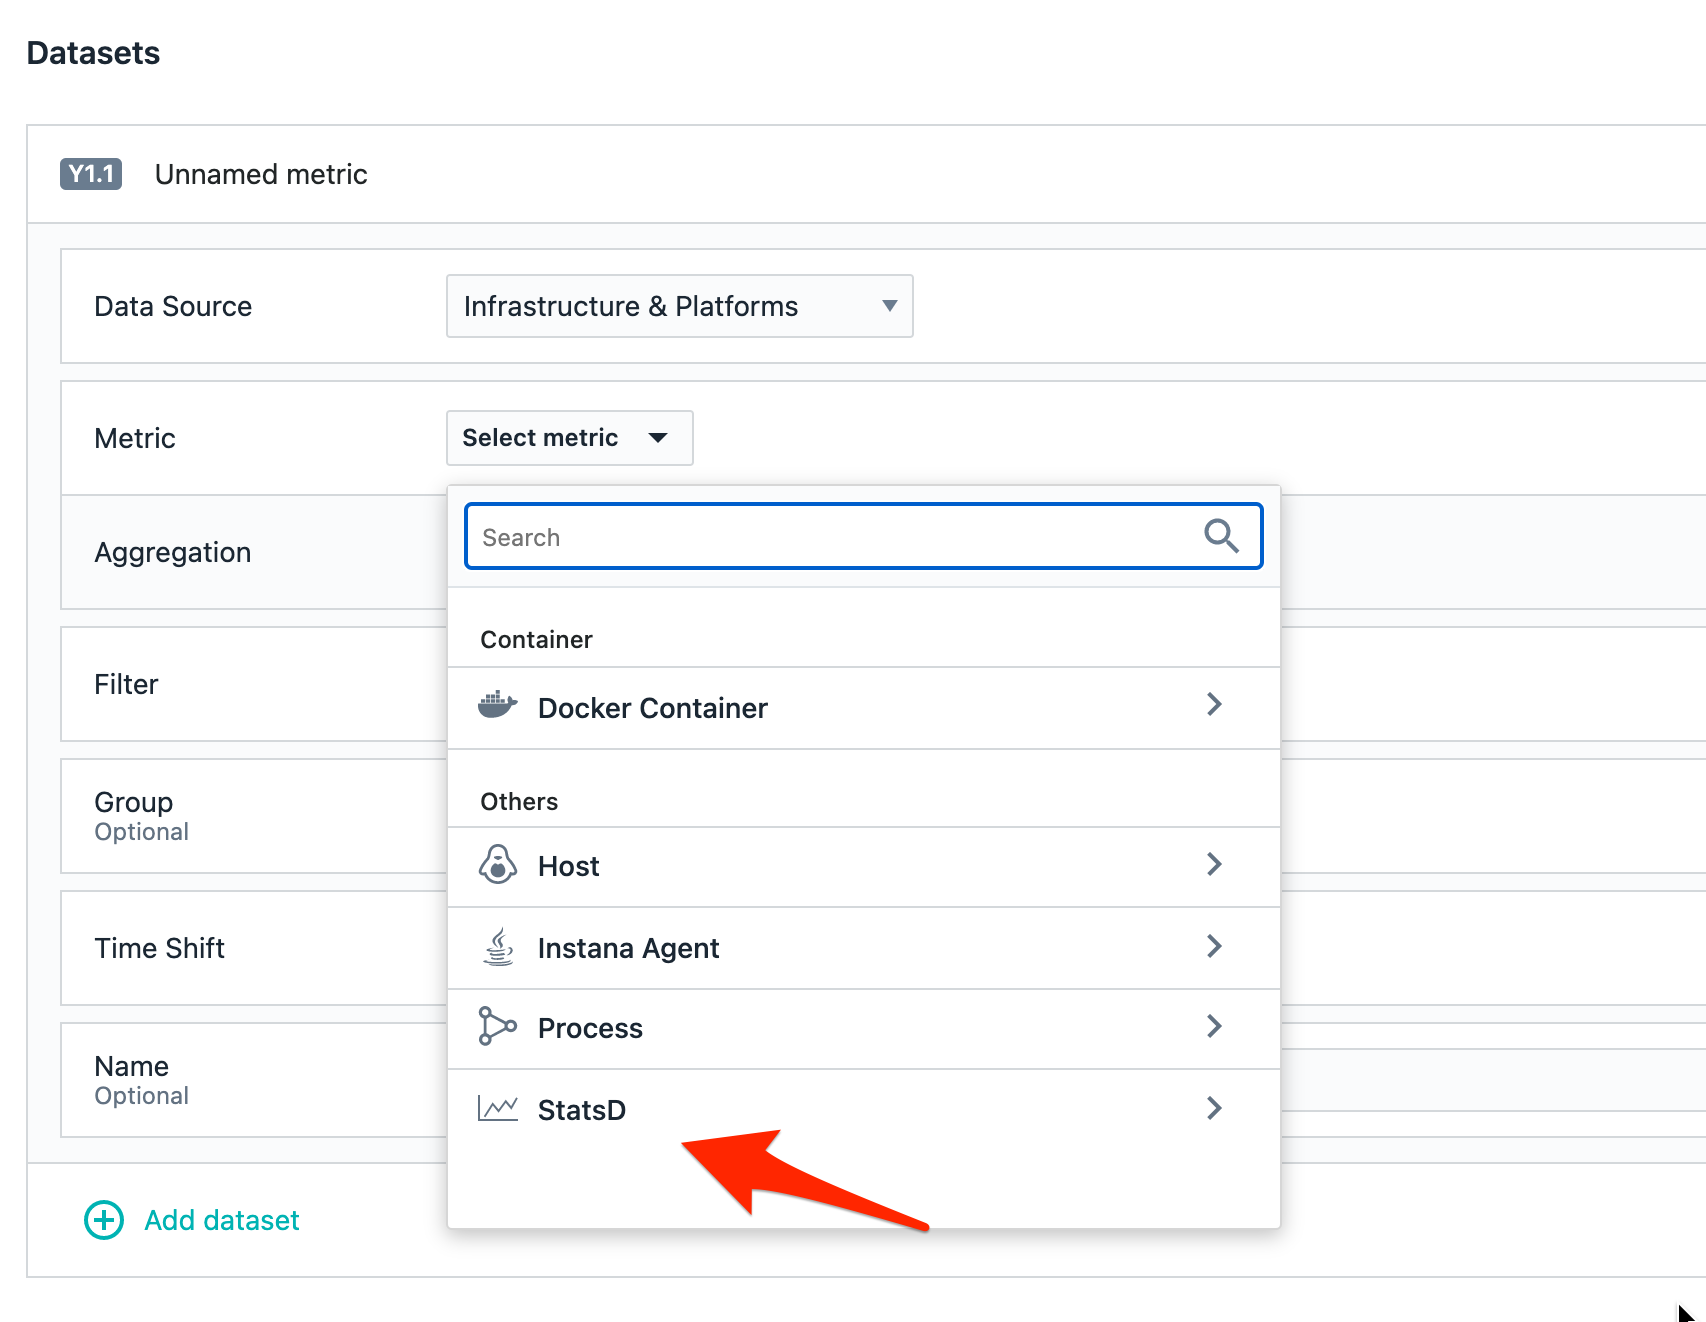 Datasets
Y1.1 Unnamed metric
Data Source Infrastructure & Platforms
Metric Select metric
Search
Aggregation
Container
Filter
Docker Container
Group
Optional
Others
Host
Time Shift
Instana Agent
Process
Name
Optional
StatsD
Add dataset